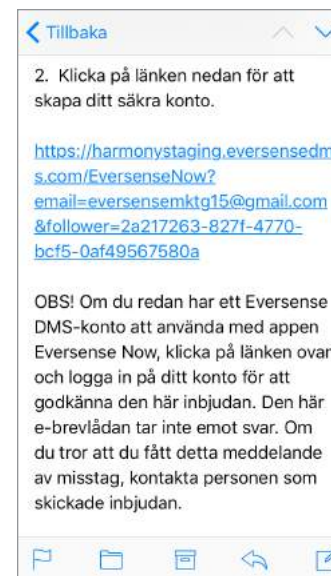 Tillbaka
2. Klicka på länken nedan för att
skapa ditt säkra konto.
https://harmonystaging.eversensedm
s.com/EversenseNow?
email=eversensemktg15@gmail.com
&follower=2a217263-827f-4770-
bcf5-0af49567580a
OBS! Om du redan har ett Eversense
DMS-konto att använda med appen
Eversense Now, klicka på länken ovan
och logga in på ditt konto för att
godkänna den här inbjudan. Den här
e-brevlådan tar inte emot svar. Om
du tror att du fått detta meddelande
av misstag, kontakta personen som
skickade inbjudan.